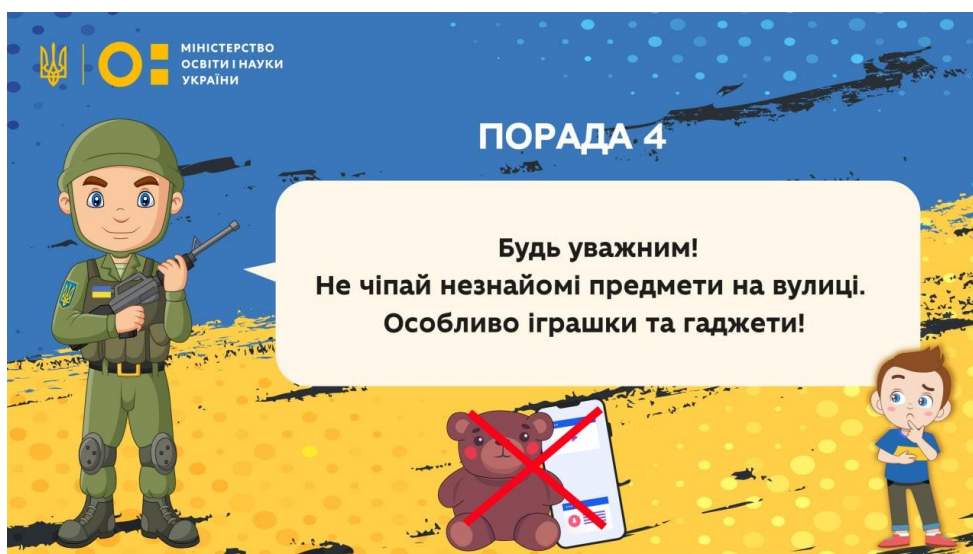 МІНІСТЕРСТВО
ОСВІТИ І НАУКИ
УКРАЇНИ
ПОРАДА 4
Будь уважним!
Не чіпай незнайомі предмети на вулиці.
Особливо іграшки та гаджети!